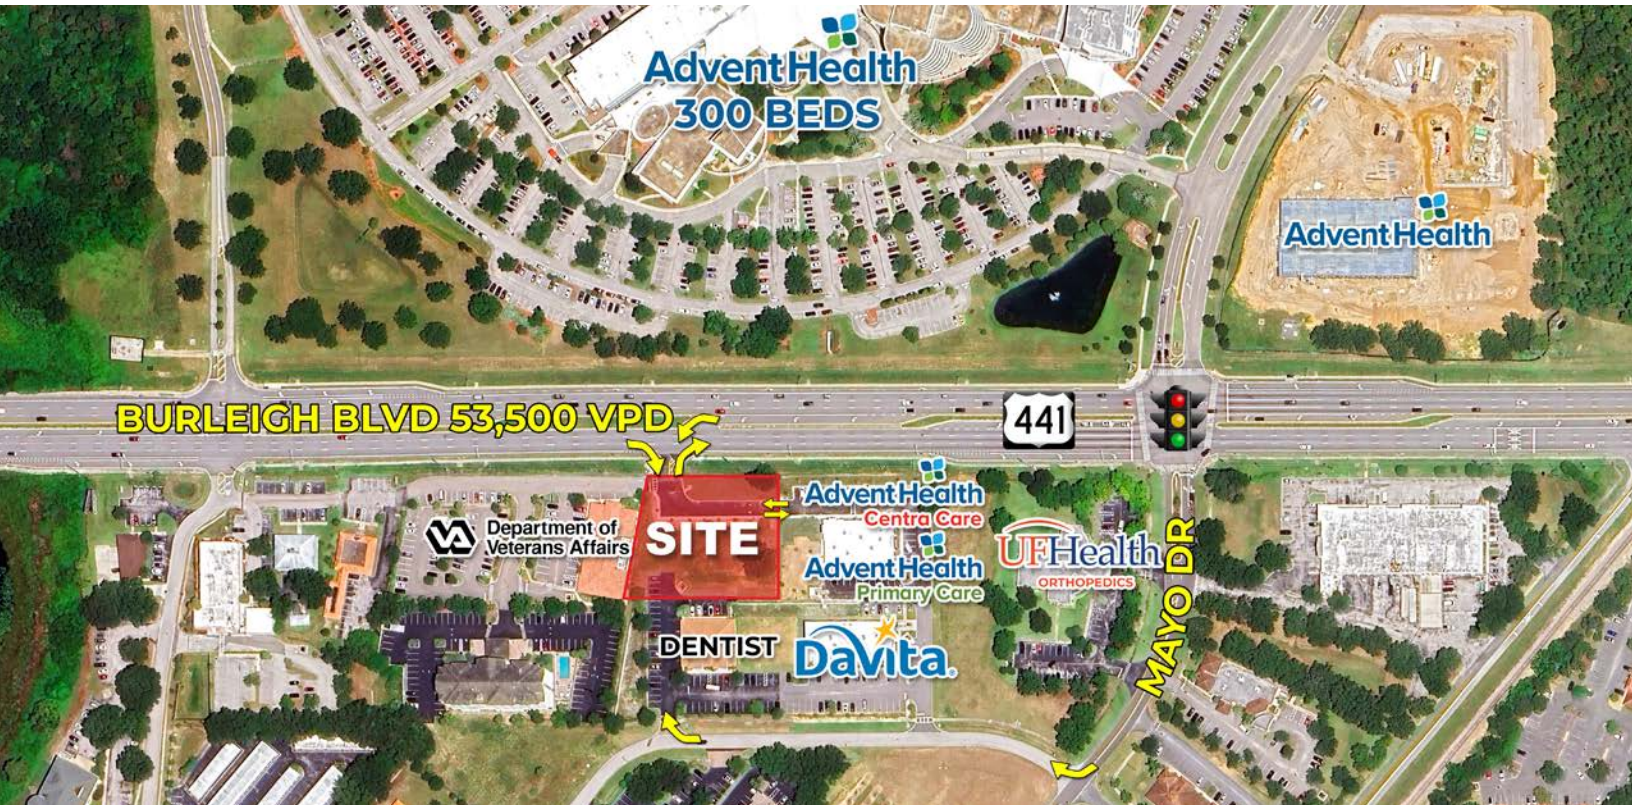 AdventHealth
300 BEDS
AdventHealth
BURLEIGH BLVD 53,500 VPD
441
VA
Department of
Veterans Affairs
SITE
AdventHealth
Centra Care
AdventHealth
Primary Care
UFHealth
ORTHOPEDICS
MAYO DR
DENTIST
DaVita.